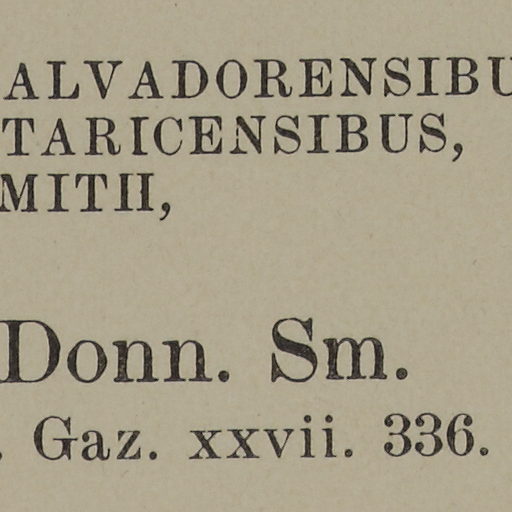 ALVADORENSIBU
TARICENSIBUS,
MITII,
Donn. Sm.
. Gaz. xxvii. 336.